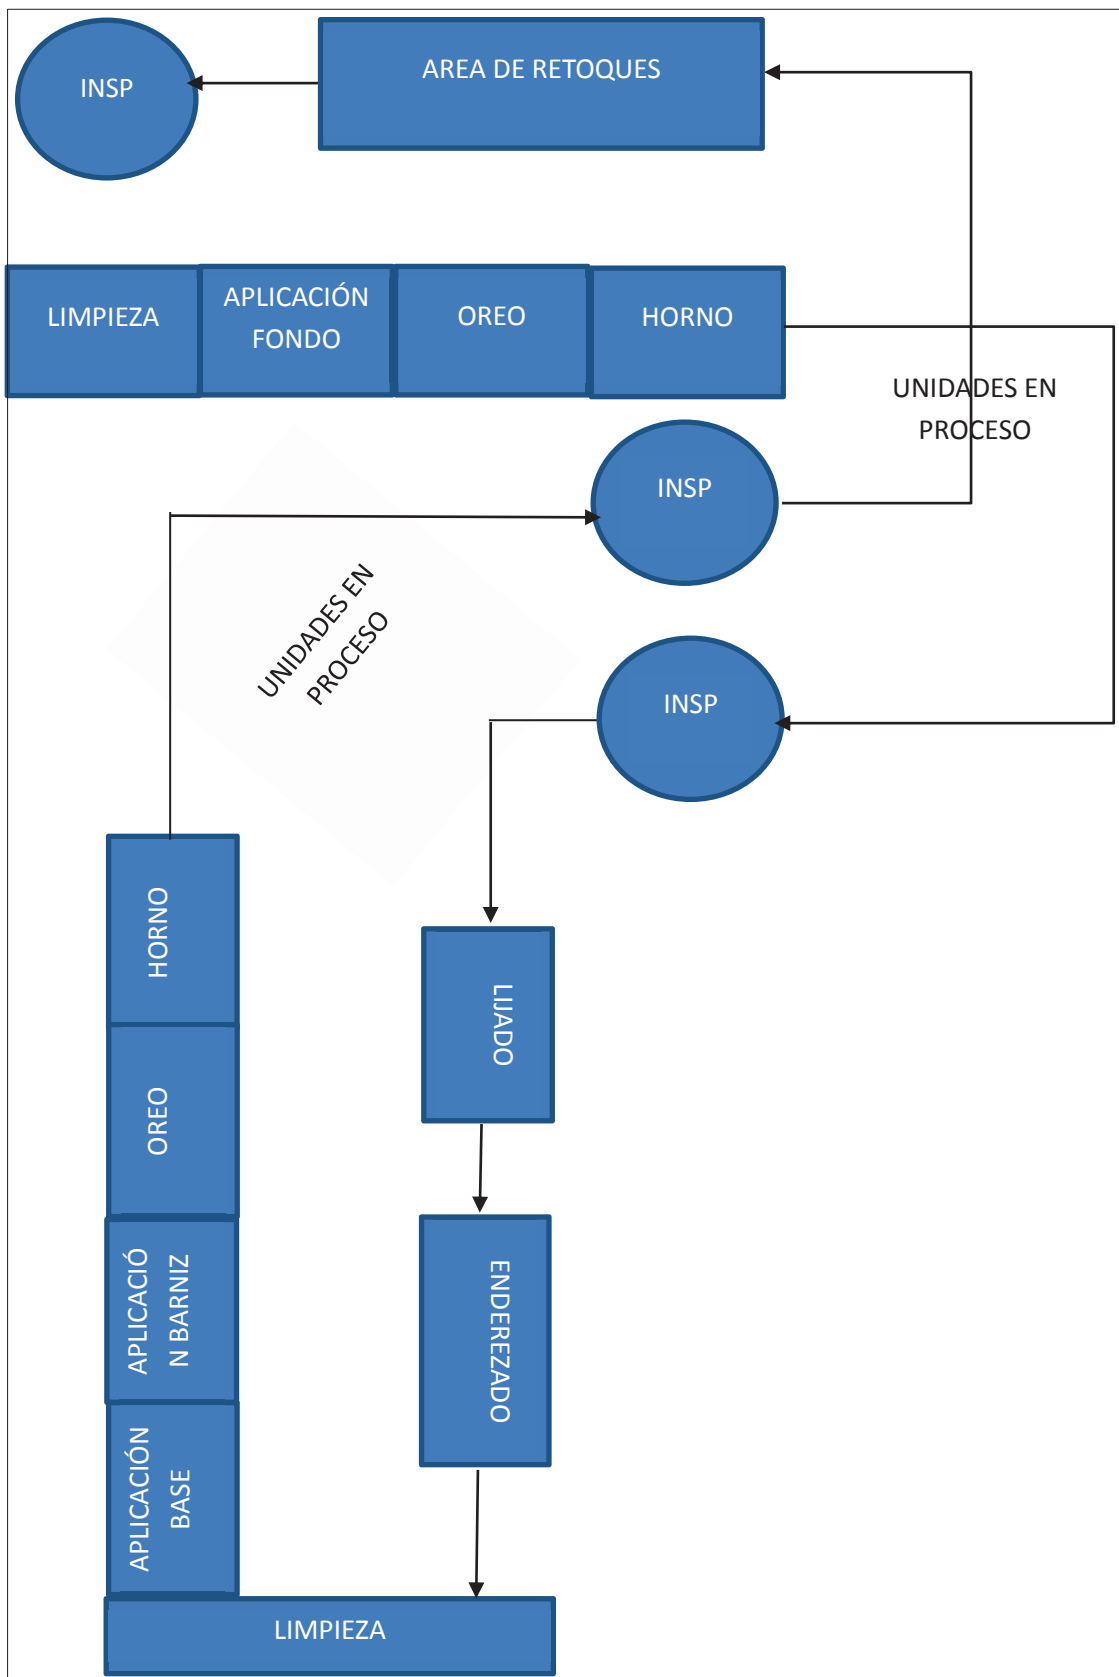 INSP
AREA DE RETOQUES
LIMPIEZA
APLICACIÓN
FONDO
OREO
HORNO
UNIDADES EN
PROCESO
INSP
UNIDADES EN
PROCESO
INSP
HORNO
LIJADO
OREO
APLICACIÓ
N BARNIZ
ENDEREZADO
APLICACIÓN
BASE
LIMPIEZA